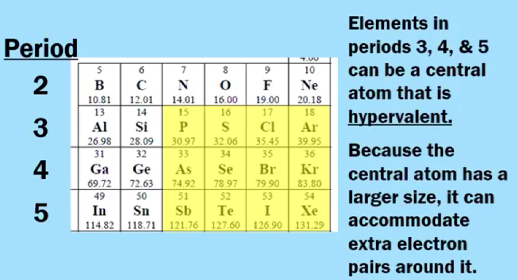 Period
4.00
2
5 6 7 8 9 10
B C N O F Ne
10.81 12.01 14.01 16.00 19.00 20.18
3
13 14 15 16 17 18
Al Si P S Cl Ar
26.98 28.09 30.97 32.06 35.45 39.95
4
31 32 33 34 35 36
Ga Ge As Se Br Kr
69.72 72.63 74.92 78.97 79.90 83.80
5
49 50 51 52 53 54
In Sn Sb Te I Xe
114.82 118.71 121.76 127.60 126.90 131.29
Elements in
periods 3, 4, & 5
can be a central
atom that is
hypervalent.
Because the
central atom has a
larger size, it can
accommodate
extra electron
pairs around it.